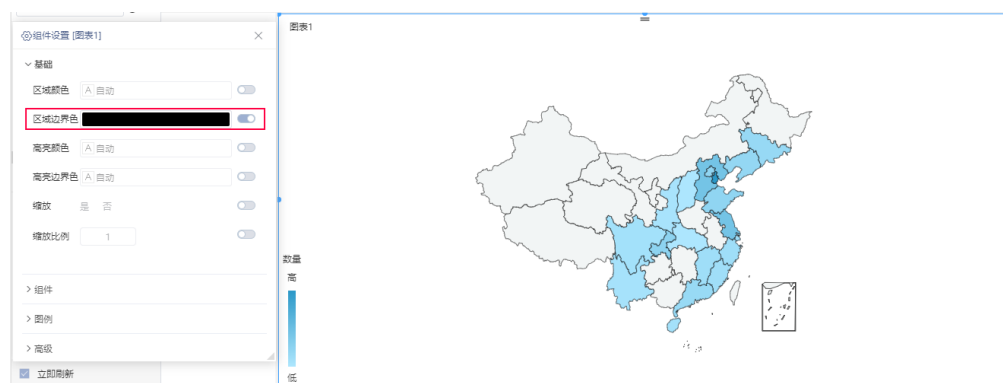 组件设置 [图表1]
基础
区域颜色 A 自动
区域边界色
高亮颜色 A 自动
高亮边界色 A 自动
缩放 是 否
缩放比例 1
组件
图例
高级
立即刷新
图表1
数量
高
低